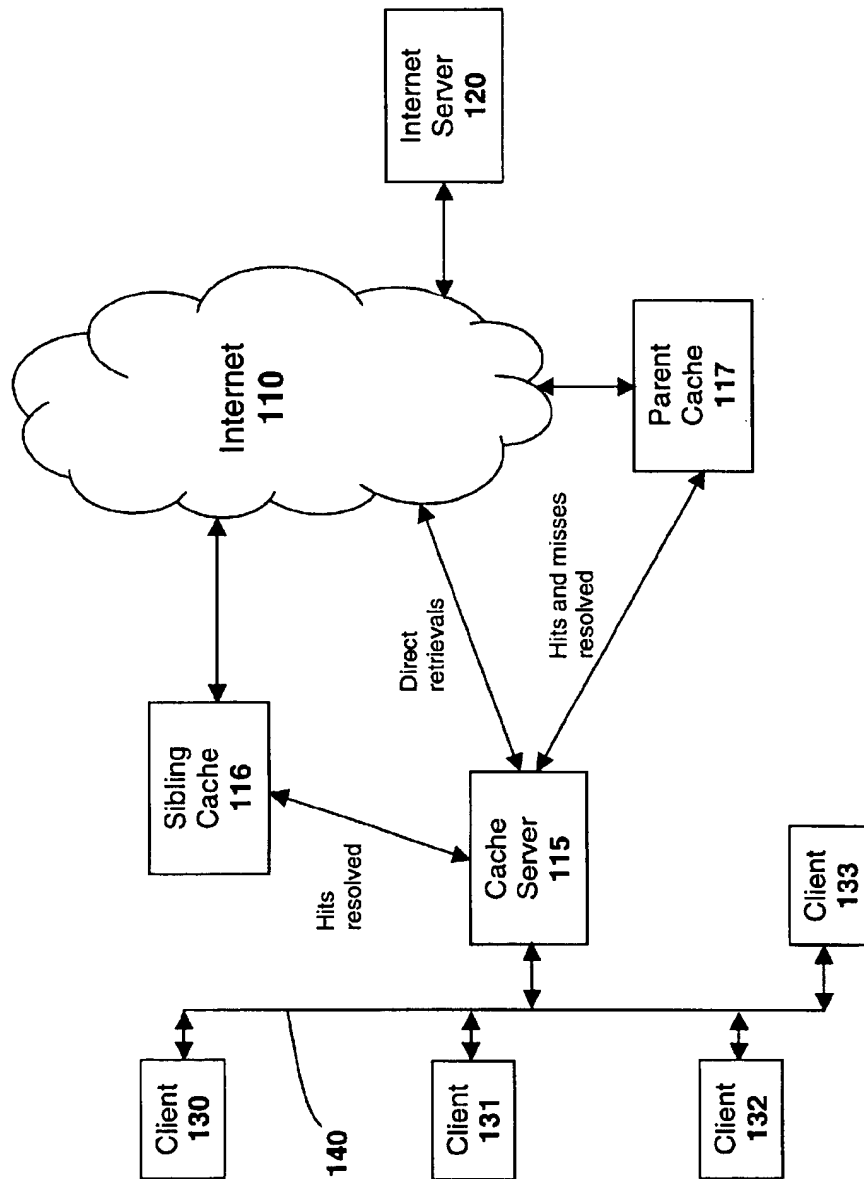 Client
130
140
Client
131
Client
132
Client
133
Cache
Server
115
Hits
resolved
Sibling
Cache
116
Direct
retrievals
Hits and misses
resolved
Internet
110
Parent
Cache
117
Internet
Server
120